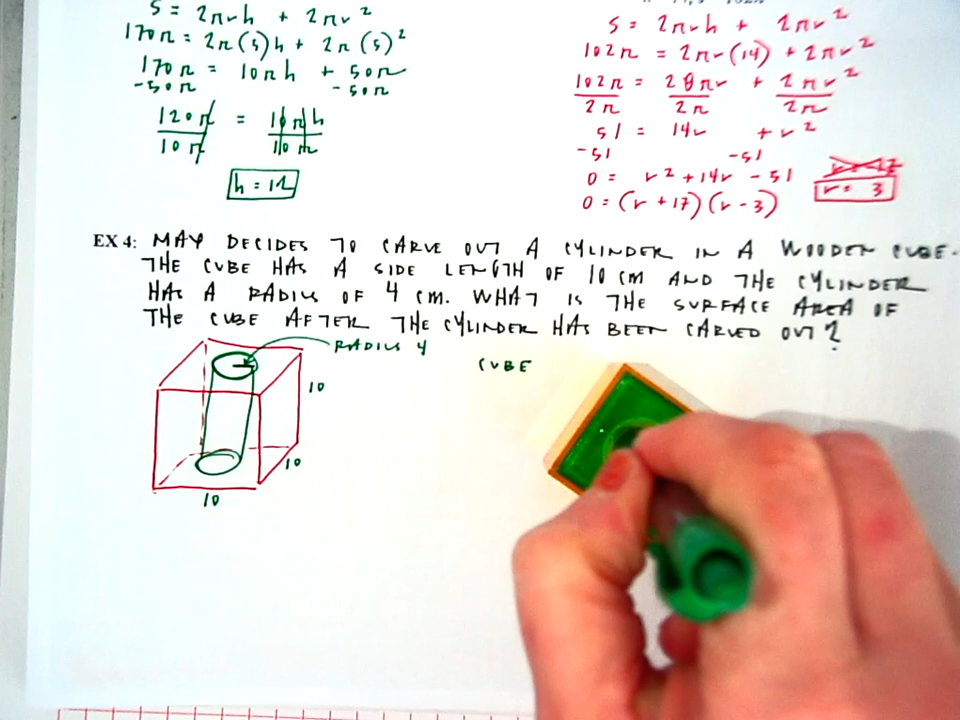 S = 2πrh + 2πr²
170π = 2π(5)h + 2π(5)²
170π = 10πh + 50π
-50π -50π
120π = 10πh
10π 10π
h = 12
S = 2πrh + 2πr²
102π = 2πr(14) + 2πr²
102π = 28πr + 2πr²
2π 2π 2π
51 = 14r + r²
-51 -51
0 = r² + 14r - 51
0 = (r + 17)(r - 3)
r = 3
EX 4: MAY DECIDES TO CARVE OUT A CYLINDER IN A WOODEN CUBE.
THE CUBE HAS A SIDE LENGTH OF 10 CM AND THE CYLINDER
HAS A RADIUS OF 4 CM. WHAT IS THE SURFACE AREA OF
THE CUBE AFTER THE CYLINDER HAS BEEN CARVED OUT?
RADIUS 4
CUBE
10
10
10